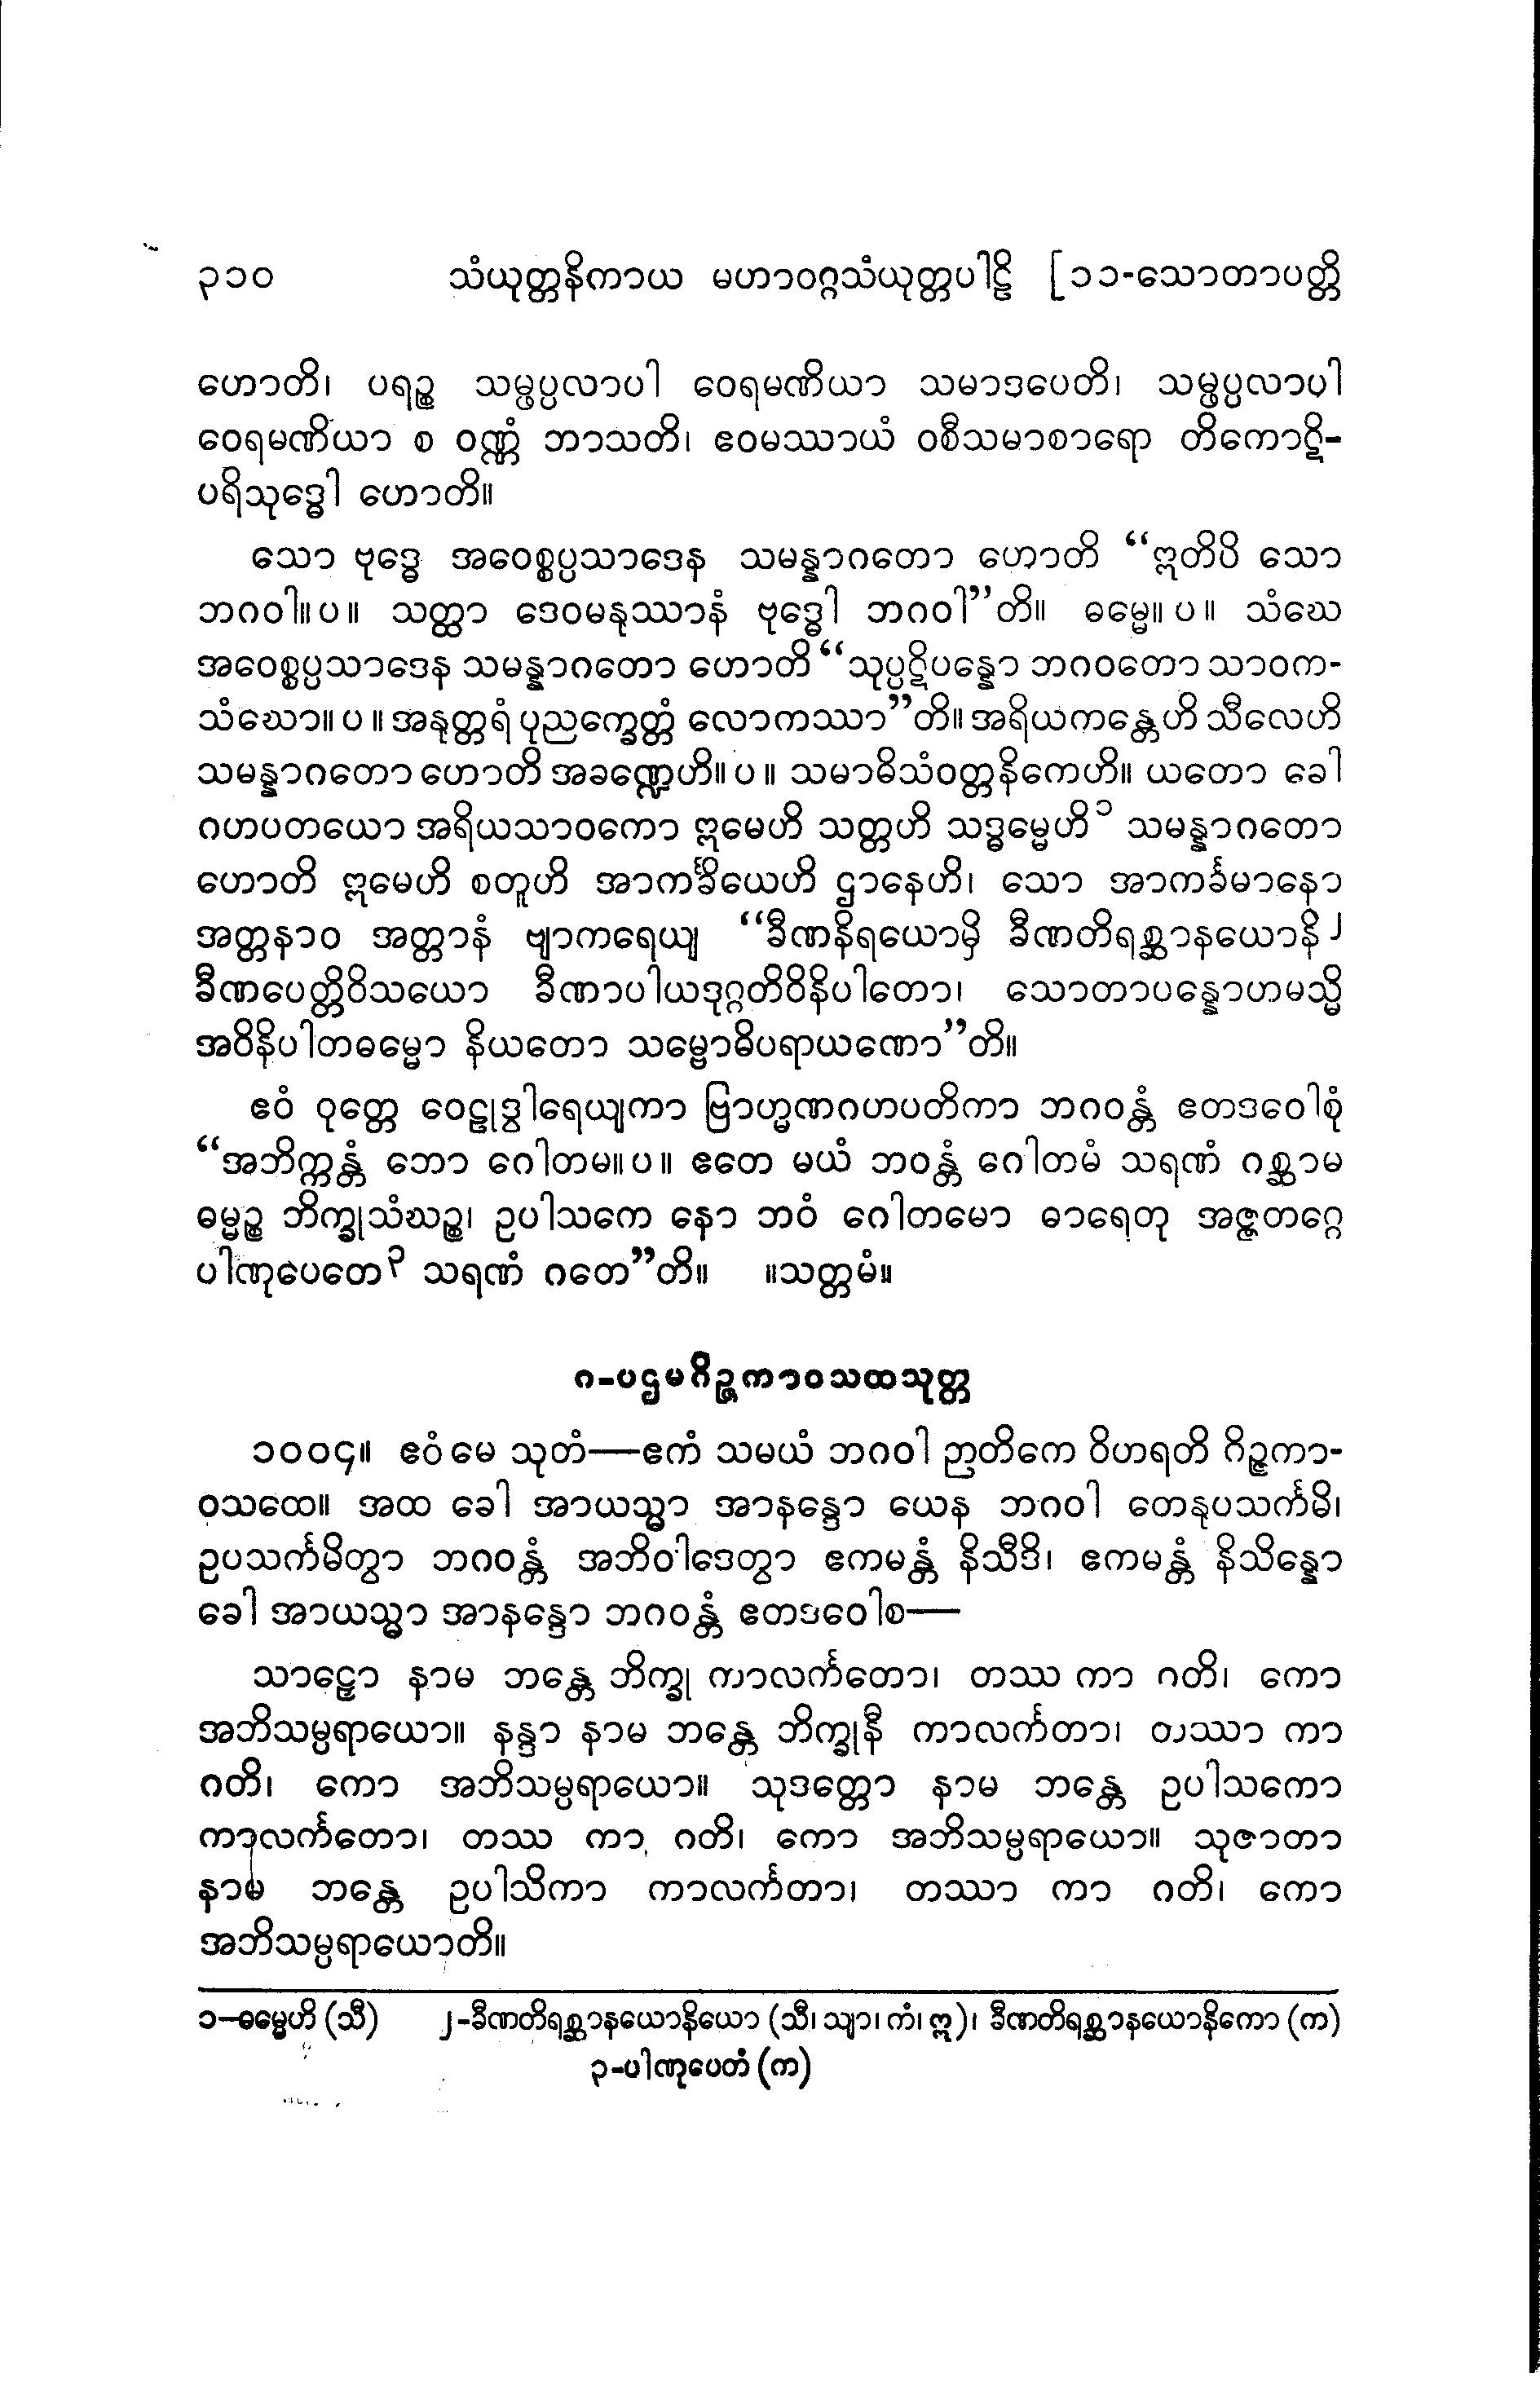 ၃၁၀ သံယုတ္တနိကာယ မဟာဝဂ္ဂသံယုတ္တပါဠိ [၁၁-သောတာပတ္တိ
ဟောတိ၊ ပရဉ္စ သမ္ဖပ္ပလာပါ ဝေရမဏိယာ သမာဒပေတိ၊ သမ္ဖပ္ပလာပါ
ဝေရမဏိယာ စ ဝဏ္ဏံ ဘာသတိ၊ ဧဝမဿာယံ ဝစီသမာစာရော တိကောဋိ-
ပရိသုဒ္ဓေါ ဟောတိ။
သော ဗုဒ္ဓေ အဝေစ္စပ္ပသာဒေန သမန္နာဂတော ဟောတိ “ဣတိပိ သော
ဘဂဝါ။ ပ။ သတ္ထာ ဒေဝမနုဿာနံ ဗုဒ္ဓေါ ဘဂဝါ”တိ။ ဓမ္မေ။ ပ။ သံဃေ
အဝေစ္စပ္ပသာဒေန သမန္နာဂတော ဟောတိ “သုပ္ပဋိပန္နော ဘဂဝတော သာဝက-
သံဃော။ ပ။ အနုတ္တရံ ပုညက္ခေတ္တံ လောကဿာ”တိ။ အရိယကန္တေဟိ သီလေဟိ
သမန္နာဂတော ဟောတိ အခဏ္ဍေဟိ။ ပ။ သမာဓိသံဝတ္တနိကေဟိ။ ယတော ခေါ
ဂဟပတယော အရိယသာဝကော ဣမေဟိ သတ္တဟိ သဒ္ဓမ္မေဟိ၁ သမန္နာဂတော
ဟောတိ ဣမေဟိ စတူဟိ အာကင်္ခိယေဟိ ဌာနေဟိ၊ သော အာကင်္ခမာနော
အတ္တနာဝ အတ္တာနံ ဗျာကရေယျ “ခီဏနိရယောမှိ ခီဏတိရစ္ဆာနယောနိ၂
ခီဏပေတ္တိဝိသယော ခီဏာပါယဒုဂ္ဂတိဝိနိပါတော၊ သောတာပန္နောဟမသ္မိ
အဝိနိပါတဓမ္မော နိယတော သမ္ဗောဓိပရာယဏော”တိ။
ဧဝံ ဝုတ္တေ ဝေဠုဒွါရေယျကာ ဗြာဟ္မဏဂဟပတိကာ ဘဂဝန္တံ ဧတဒဝေါစုံ
“အဘိက္ကန္တံ ဘော ဂေါတမ။ ပ။ ဧတေ မယံ ဘဝန္တံ ဂေါတမံ သရဏံ ဂစ္ဆာမ
ဓမ္မဉ္စ ဘိက္ခုသံဃဉ္စ၊ ဥပါသကေ နော ဘဝံ ဂေါတမော ဓာရေတု အဇ္ဇတဂ္ဂေ
ပါဏုပေတေ၃ သရဏံ ဂတေ”တိ။ ။သတ္တမံ။
ဂ-ပဌမဂိဉ္ဇကာဝသထသုတ္တ
၁၀၀၄။ ဧဝံ မေ သုတံ—ဧကံ သမယံ ဘဂဝါ ဉာတိကေ ဝိဟရတိ ဂိဉ္ဇကာ-
ဝသထေ။ အထ ခေါ အာယသ္မာ အာနန္ဒော ယေန ဘဂဝါ တေနုပသင်္ကမိ၊
ဥပသင်္ကမိတွာ ဘဂဝန္တံ အဘိဝါဒေတွာ ဧကမန္တံ နိသီဒိ၊ ဧကမန္တံ နိသိန္နော
ခေါ အာယသ္မာ အာနန္ဒော ဘဂဝန္တံ ဧတဒဝေါစ—
သာဠှော နာမ ဘန္တေ ဘိက္ခု ကာလင်္ကတော၊ တဿ ကာ ဂတိ၊ ကော
အဘိသမ္ပရာယော။ နန္ဒာ နာမ ဘန္တေ ဘိက္ခုနီ ကာလင်္ကတာ၊ တဿာ ကာ
ဂတိ၊ ကော အဘိသမ္ပရာယော။ သုဒတ္တော နာမ ဘန္တေ ဥပါသကော
ကာလင်္ကတော၊ တဿ ကာ ဂတိ၊ ကော အဘိသမ္ပရာယော။ သုဇာတာ
နာမ ဘန္တေ ဥပါသိကာ ကာလင်္ကတာ၊ တဿာ ကာ ဂတိ၊ ကော
အဘိသမ္ပရာယောတိ။
၁—ဓမ္မေဟိ (သီ) ၂-ခီဏတိရစ္ဆာနယောနိယော (သီ၊ သျာ၊ ကံ၊ ဣ)၊ ခီဏတိရစ္ဆာနယောနိကော (က)
၃-ပါဏုပေတံ (က)